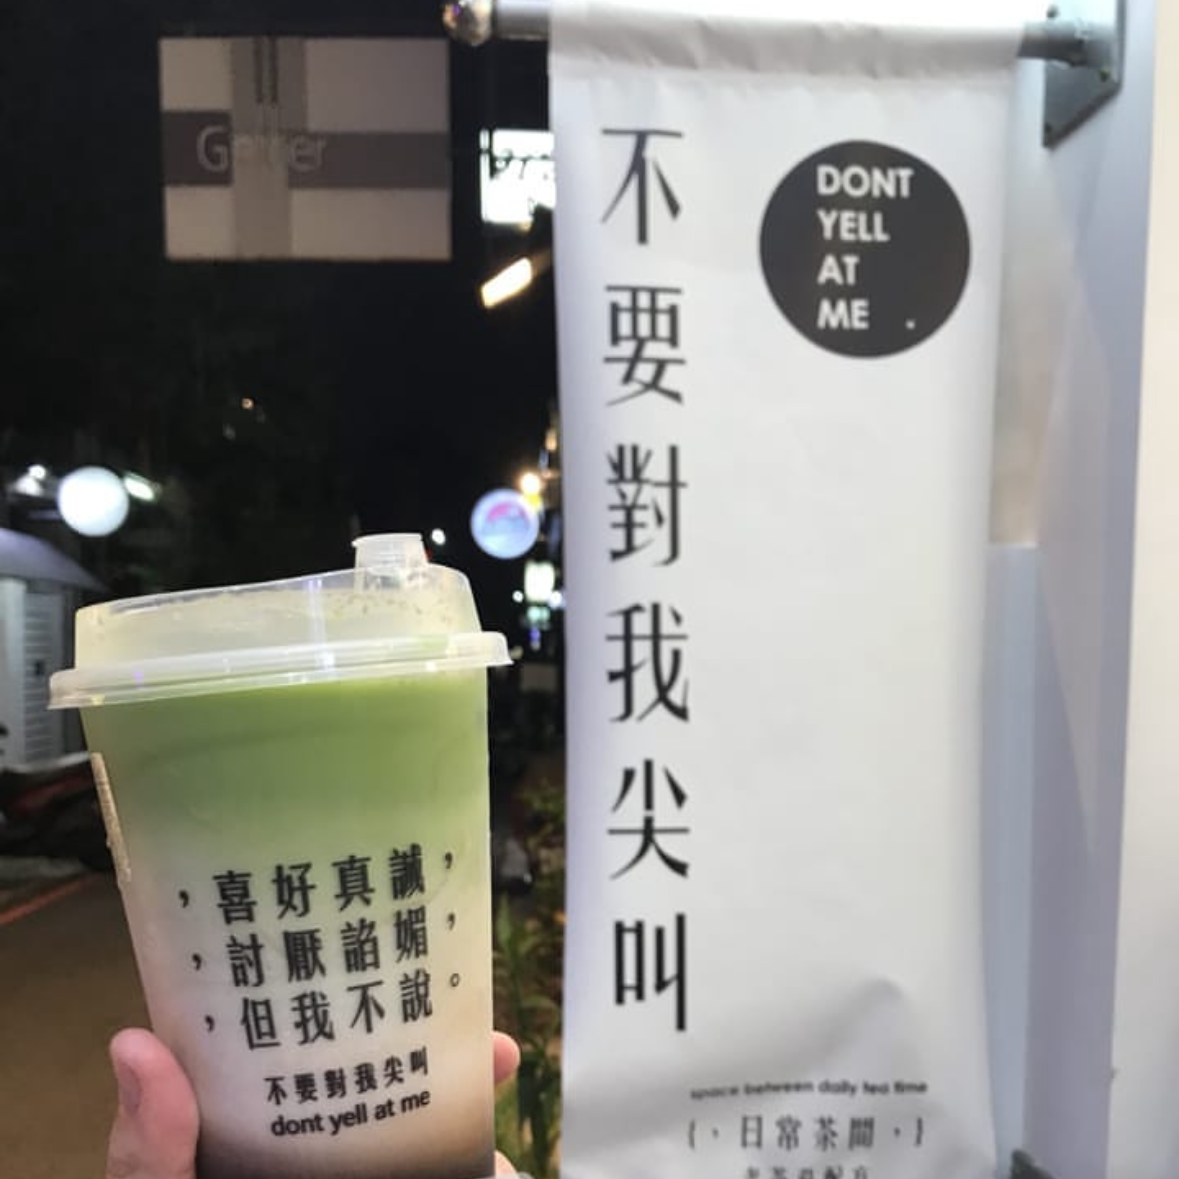 不要對我尖叫
DONT
YELL
AT
ME .
space between daily tea time
{ , 日常茶間 , }
，喜好真誠，
，討厭諂媚，
，但我不說。
不要對我尖叫
dont yell at me